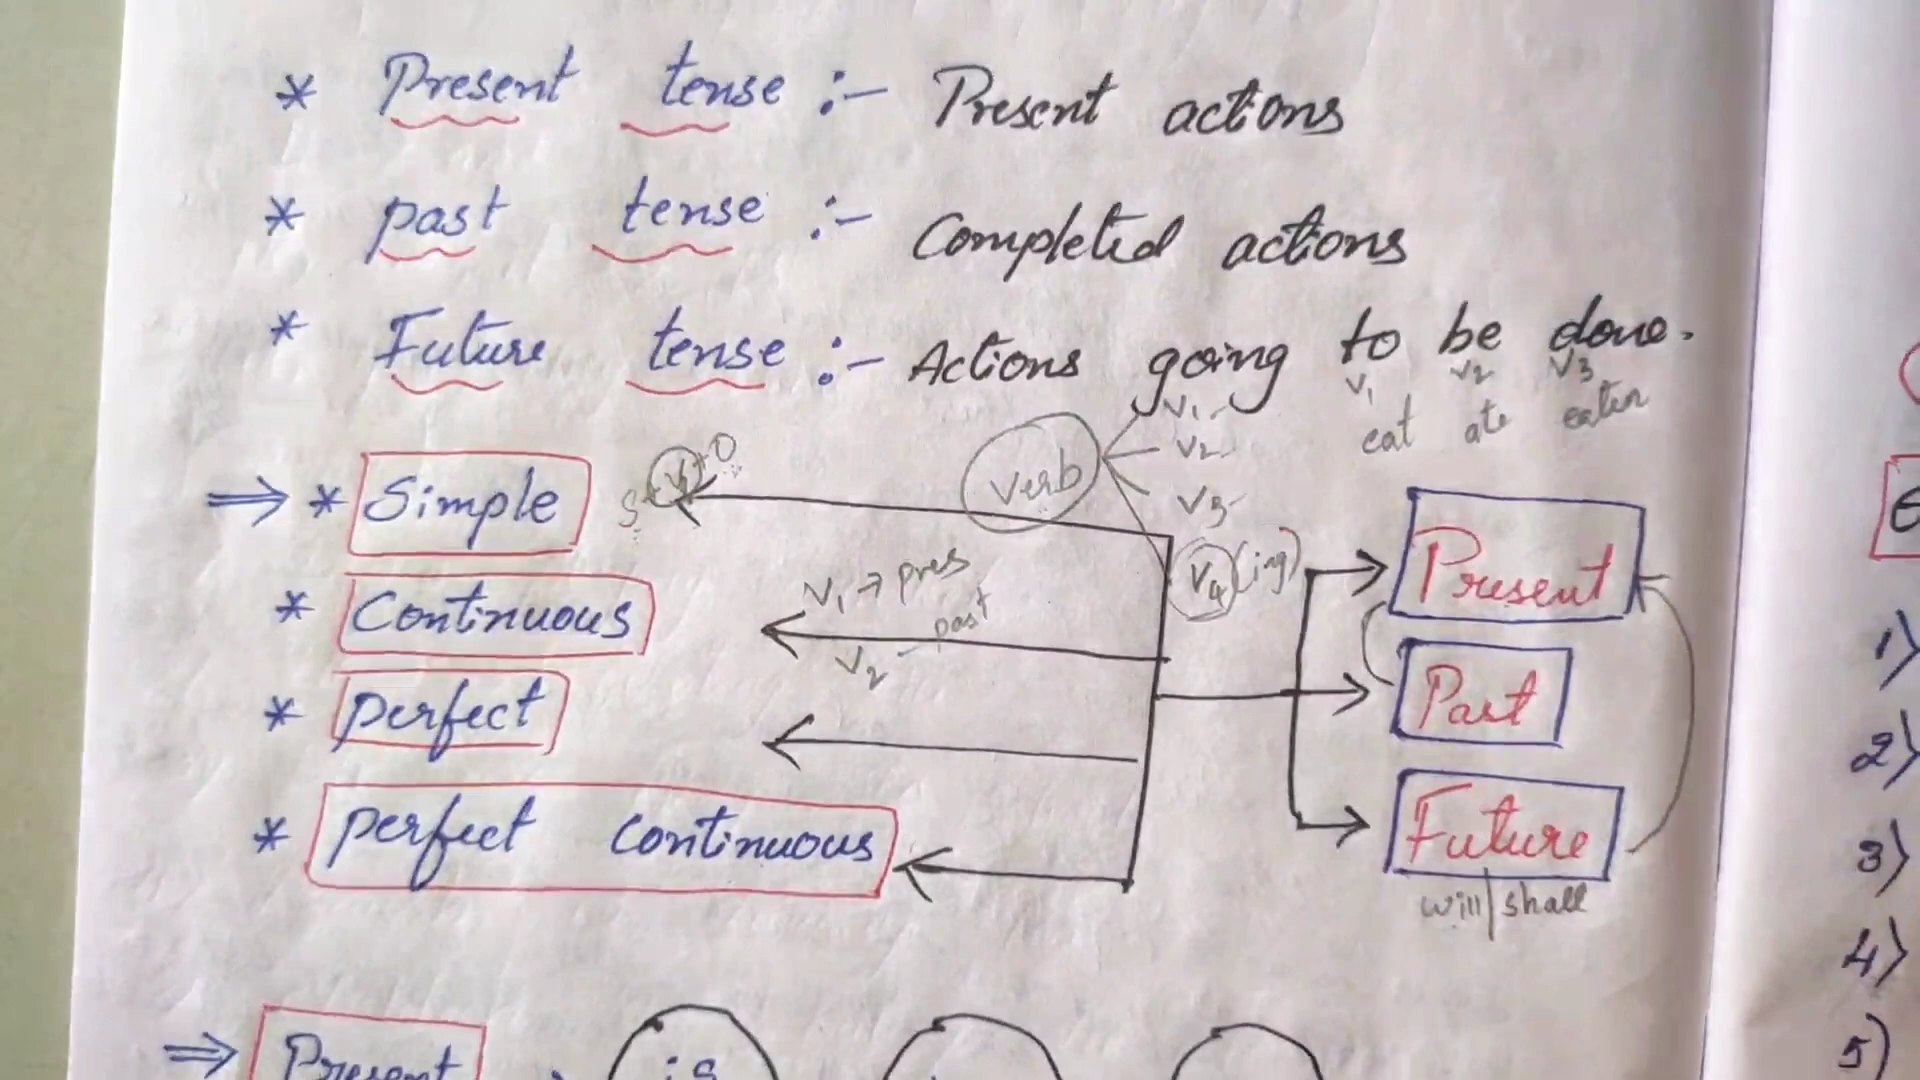 * Present tense :- Present actions
* past tense :- Completed actions
* Future tense :- Actions going to be done.
V1 V2 V3
eat ate eaten
Verb
V1
V2
V3
V4 (ing)
⇒ * Simple
* Continuous
V1 → pres
V2 - past
* perfect
* perfect continuous
Present
Past
Future
will/shall
⇒ Present
is
1)
2)
3)
4)
5)